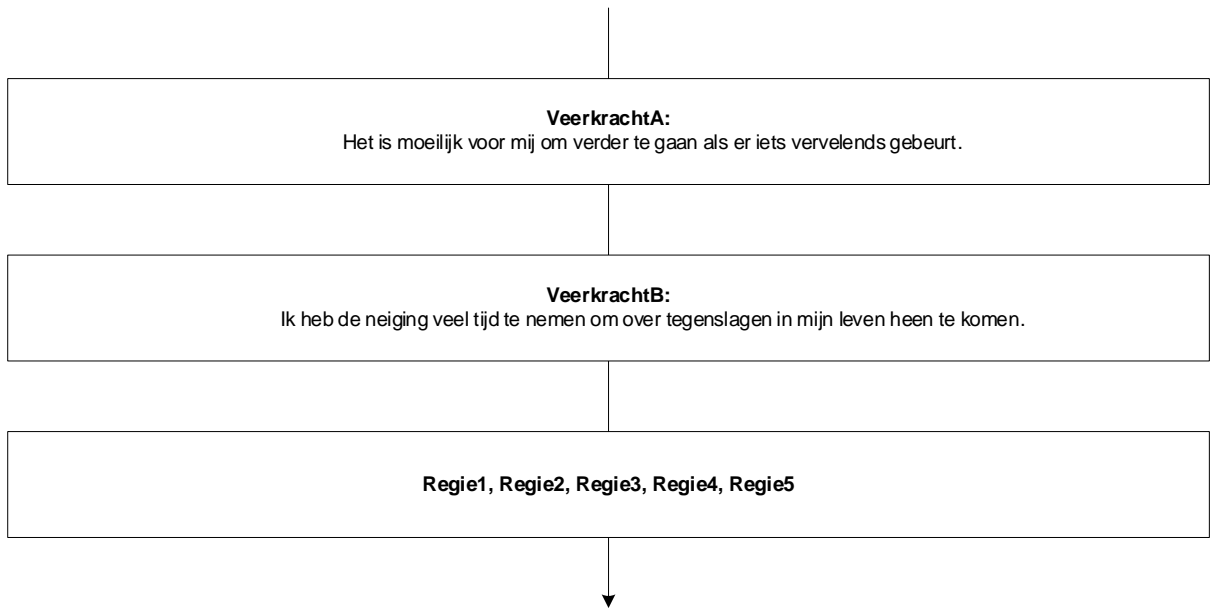 VeerkrachtA:
Het is moeilijk voor mij om verder te gaan als er iets vervelends gebeurt.
VeerkrachtB:
Ik heb de neiging veel tijd te nemen om over tegenslagen in mijn leven heen te komen.
Regie1, Regie2, Regie3, Regie4, Regie5